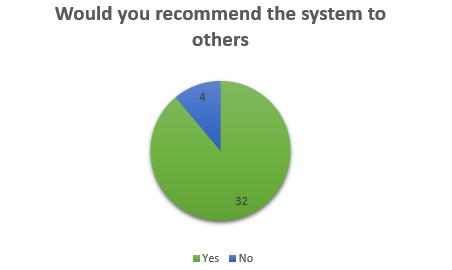 Would you recommend the system to
others
4
32
Yes No